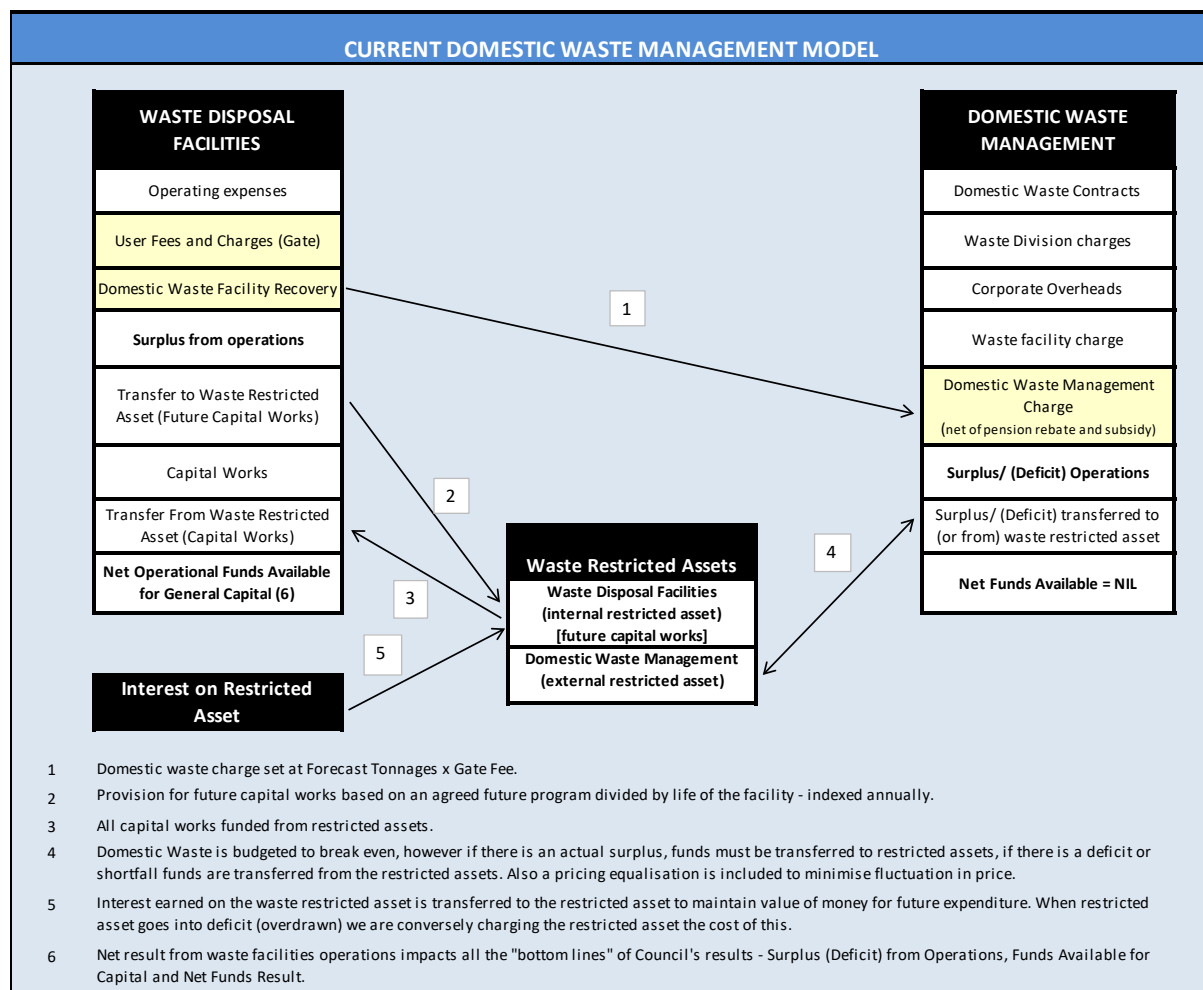 CURRENT DOMESTIC WASTE MANAGEMENT MODEL
WASTE DISPOSAL
FACILITIES
Operating expenses
User Fees and Charges (Gate)
Domestic Waste Facility Recovery
Surplus from operations
Transfer to Waste Restricted
Asset (Future Capital Works)
Capital Works
Transfer From Waste Restricted
Asset (Capital Works)
Net Operational Funds Available
for General Capital (6)
Interest on Restricted
Asset
1
2
3
5
4
Waste Restricted Assets
Waste Disposal Facilities
(internal restricted asset)
[future capital works]
Domestic Waste Management
(external restricted asset)
DOMESTIC WASTE
MANAGEMENT
Domestic Waste Contracts
Waste Division charges
Corporate Overheads
Waste facility charge
Domestic Waste Management
Charge
(net of pension rebate and subsidy)
Surplus/ (Deficit) Operations
Surplus/ (Deficit) transferred to
(or from) waste restricted asset
Net Funds Available = NIL
1 Domestic waste charge set at Forecast Tonnages x Gate Fee.
2 Provision for future capital works based on an agreed future program divided by life of the facility - indexed annually.
3 All capital works funded from restricted assets.
4 Domestic Waste is budgeted to break even, however if there is an actual surplus, funds must be transferred to restricted assets, if there is a deficit or
shortfall funds are transferred from the restricted assets. Also a pricing equalisation is included to minimise fluctuation in price.
5 Interest earned on the waste restricted asset is transferred to the restricted asset to maintain value of money for future expenditure. When restricted
asset goes into deficit (overdrawn) we are conversely charging the restricted asset the cost of this.
6 Net result from waste facilities operations impacts all the "bottom lines" of Council's results - Surplus (Deficit) from Operations, Funds Available for
Capital and Net Funds Result.